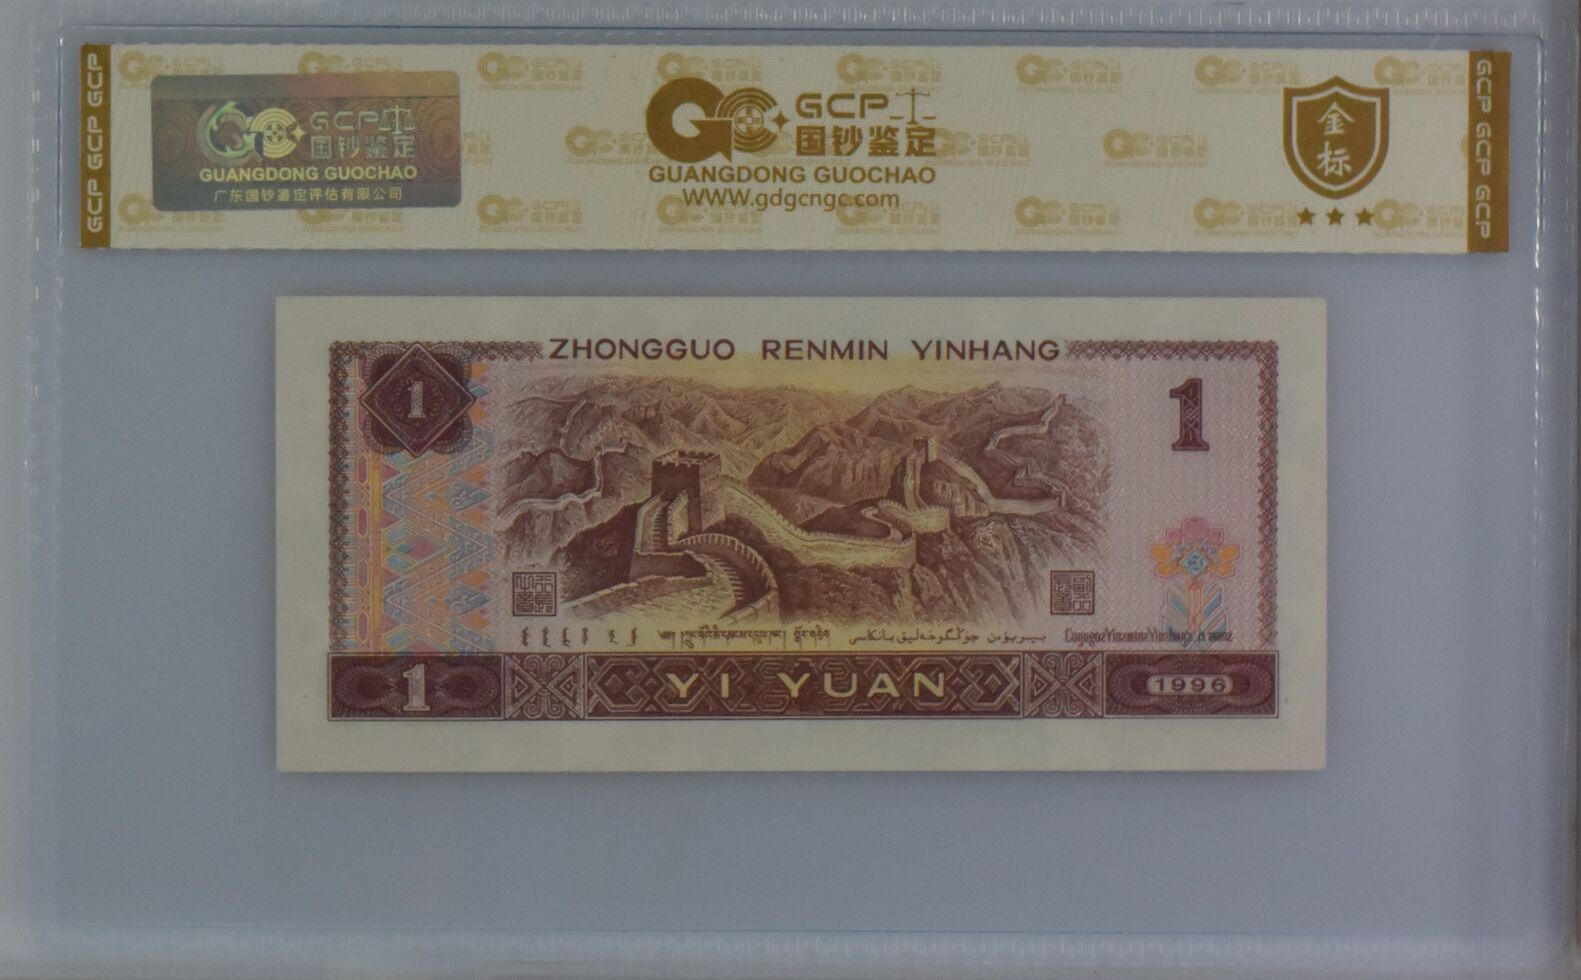 GCP GCP GCP
GCP国钞鉴定
GUANGDONG GUOCHAO
广东国钞鉴定评估有限公司
GCP国钞鉴定
GUANGDONG GUOCHAO
WWW.gdgcngc.com
金标
GCP GCP GCP
ZHONGGUO RENMIN YINHANG
1
1
1
YI YUAN
1996